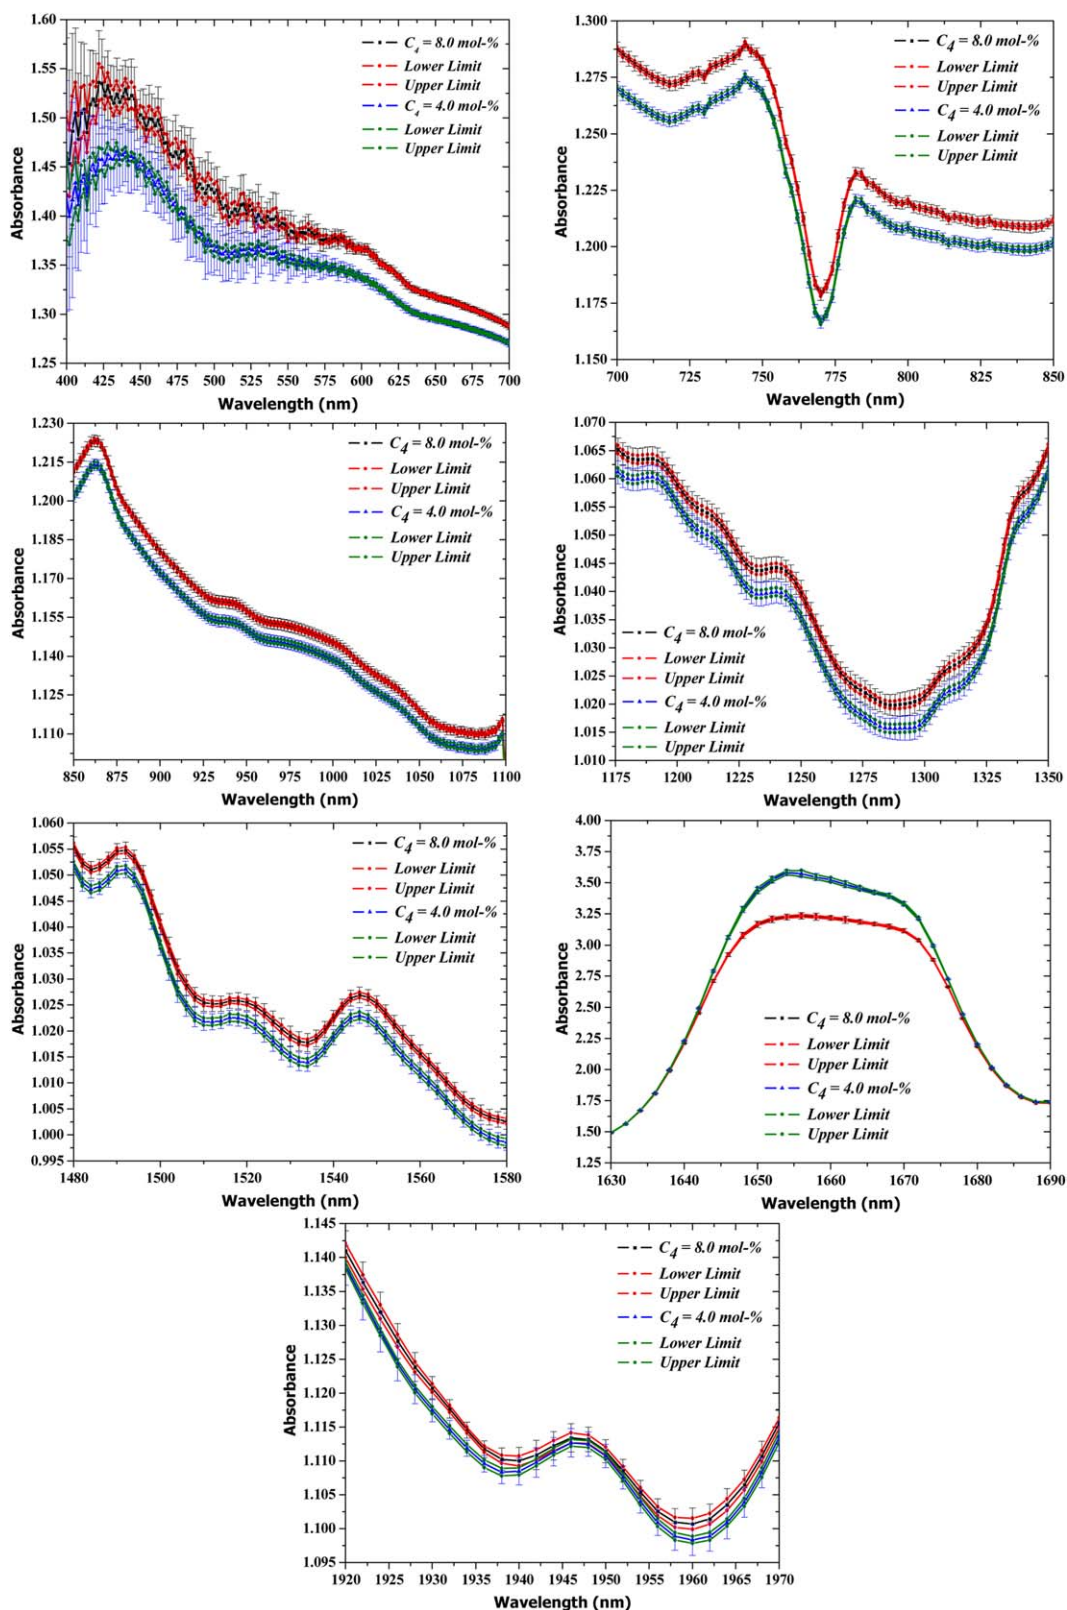 1.60
1.55
1.50
1.45
1.40
1.35
1.30
1.25
Absorbance
C4 = 8.0 mol-%
Lower Limit
Upper Limit
C4 = 4.0 mol-%
Lower Limit
Upper Limit
400 425 450 475 500 525 550 575 600 625 650 675 700
Wavelength (nm)
1.300
1.275
1.250
1.225
1.200
1.175
1.150
Absorbance
C4 = 8.0 mol-%
Lower Limit
Upper Limit
C4 = 4.0 mol-%
Lower Limit
Upper Limit
700 725 750 775 800 825 850
Wavelength (nm)
1.230
1.215
1.200
1.185
1.170
1.155
1.140
1.125
1.110
Absorbance
C4 = 8.0 mol-%
Lower Limit
Upper Limit
C4 = 4.0 mol-%
Lower Limit
Upper Limit
850 875 900 925 950 975 1000 1025 1050 1075 1100
Wavelength (nm)
1.070
1.065
1.060
1.055
1.050
1.045
1.040
1.035
1.030
1.025
1.020
1.015
1.010
Absorbance
C4 = 8.0 mol-%
Lower Limit
Upper Limit
C4 = 4.0 mol-%
Lower Limit
Upper Limit
1175 1200 1225 1250 1275 1300 1325 1350
Wavelength (nm)
1.060
1.055
1.050
1.045
1.040
1.035
1.030
1.025
1.020
1.015
1.010
1.005
1.000
0.995
Absorbance
C4 = 8.0 mol-%
Lower Limit
Upper Limit
C4 = 4.0 mol-%
Lower Limit
Upper Limit
1480 1500 1520 1540 1560 1580
Wavelength (nm)
4.00
3.75
3.50
3.25
3.00
2.75
2.50
2.25
2.00
1.75
1.50
1.25
Absorbance
C4 = 8.0 mol-%
Lower Limit
Upper Limit
C4 = 4.0 mol-%
Lower Limit
Upper Limit
1630 1640 1650 1660 1670 1680 1690
Wavelength (nm)
1.145
1.140
1.135
1.130
1.125
1.120
1.115
1.110
1.105
1.100
1.095
Absorbance
C4 = 8.0 mol-%
Lower Limit
Upper Limit
C4 = 4.0 mol-%
Lower Limit
Upper Limit
1920 1925 1930 1935 1940 1945 1950 1955 1960 1965 1970
Wavelength (nm)